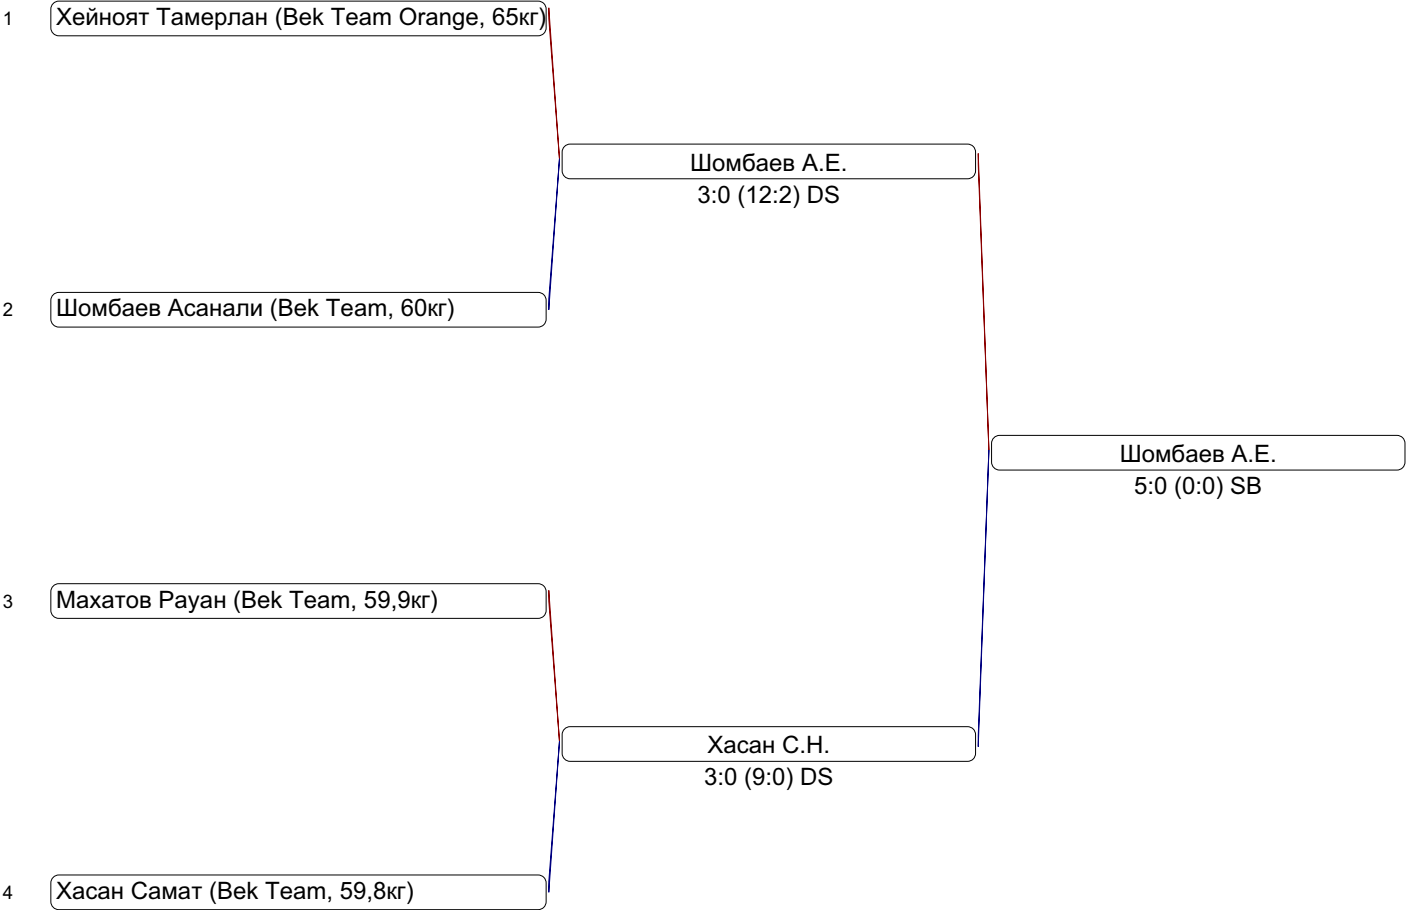 1 Хейноят Тамерлан (Bek Team Orange, 65кг)
Шомбаев А.Е.
3:0 (12:2) DS
2 Шомбаев Асанали (Bek Team, 60кг)
Шомбаев А.Е.
5:0 (0:0) SB
3 Махатов Рауан (Bek Team, 59,9кг)
Хасан С.Н.
3:0 (9:0) DS
4 Хасан Самат (Bek Team, 59,8кг)